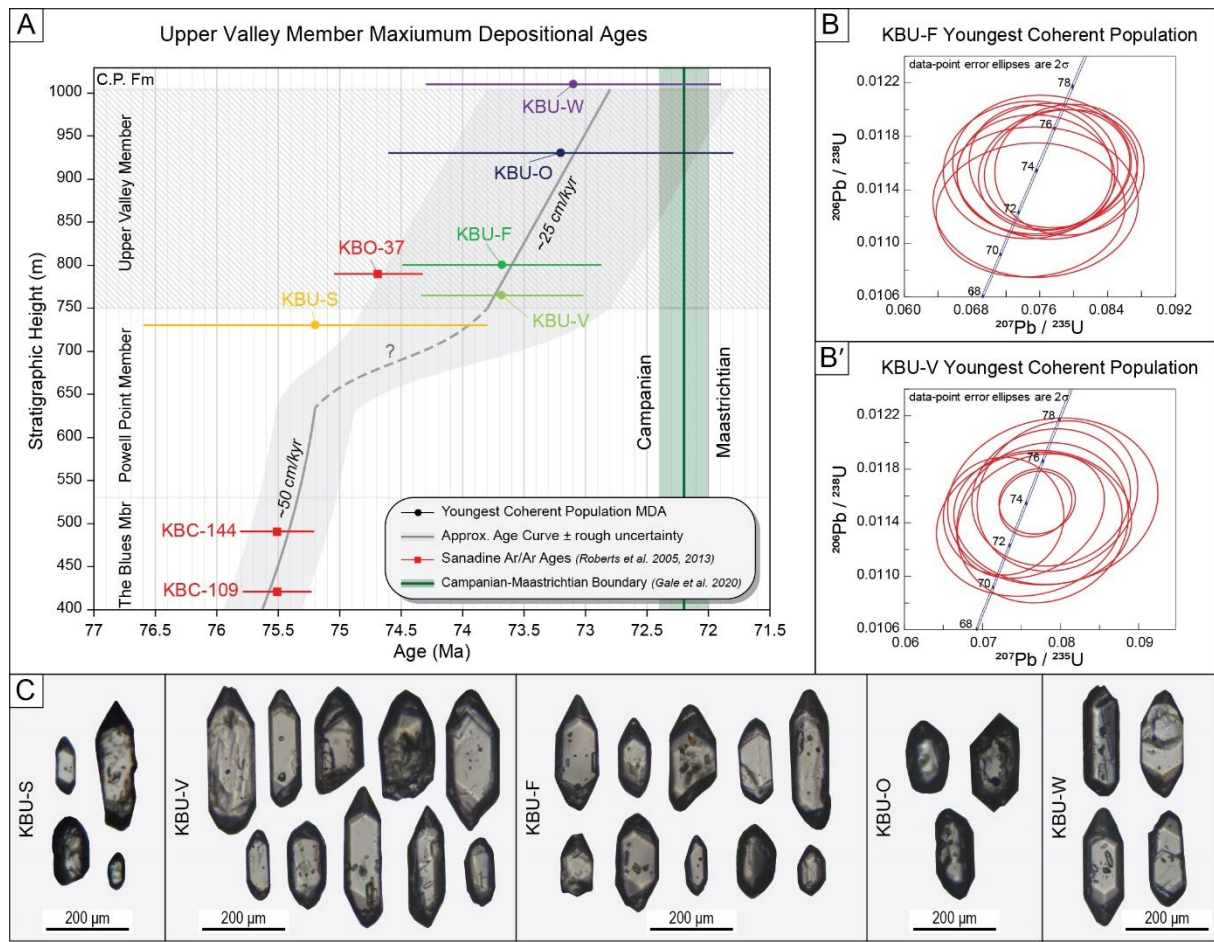 A
Upper Valley Member Maxiumum Depositional Ages
C.P. Fm
1000
950
900
850
800
750
700
650
600
550
500
450
400
Stratigraphic Height (m)
Upper Valley Member
Powell Point Member
The Blues Mbr
KBU-W
KBU-O
KBU-F
KBO-37
KBU-S
KBU-V
KBC-144
KBC-109
~25 cm/kyr
?
~50 cm/kyr
Campanian
Maastrichtian
Youngest Coherent Population MDA
Approx. Age Curve ± rough uncertainty
Sanadine Ar/Ar Ages (Roberts et al. 2005, 2013)
Campanian-Maastrichtian Boundary (Gale et al. 2020)
77 76.5 76 75.5 75 74.5 74 73.5 73 72.5 72 71.5
Age (Ma)
B
KBU-F Youngest Coherent Population
data-point error ellipses are 2σ
0.0122
0.0118
0.0114
0.0110
0.0106
206Pb / 238U
78
76
74
72
70
68
0.060 0.068 0.076 0.084 0.092
207Pb / 235U
B'
KBU-V Youngest Coherent Population
data-point error ellipses are 2σ
0.0122
0.0118
0.0114
0.0110
0.0106
206Pb / 238U
78
76
74
72
70
68
0.06 0.07 0.08 0.09
207Pb / 235U
C
KBU-S
200 µm
KBU-V
200 µm
KBU-F
200 µm
KBU-O
KBU-W
200 µm